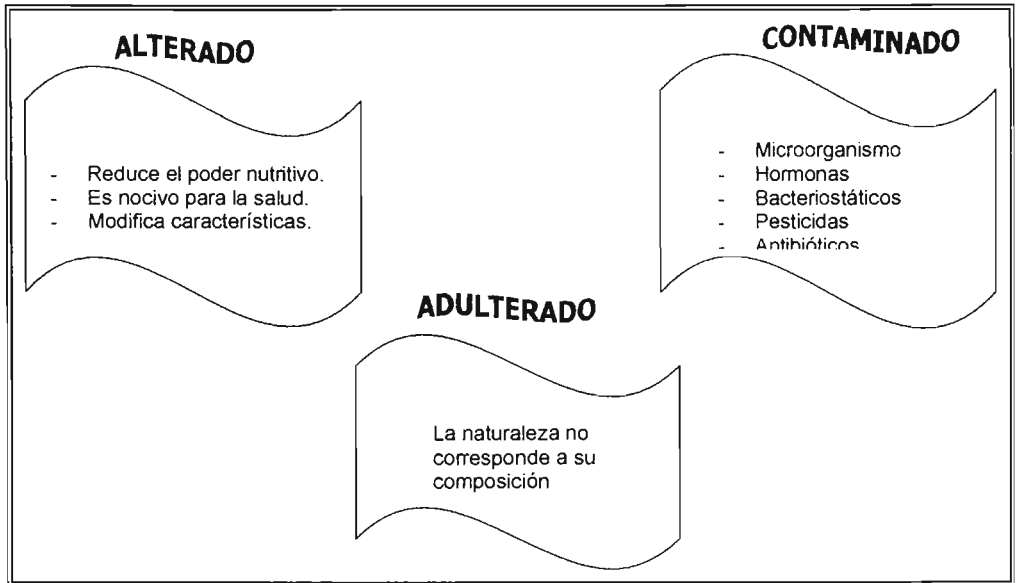 ALTERADO
- Reduce el poder nutritivo.
- Es nocivo para la salud.
- Modifica características.
CONTAMINADO
- Microorganismo
- Hormonas
- Bacteriostáticos
- Pesticidas
- Antibióticos
ADULTERADO
La naturaleza no
corresponde a su
composición